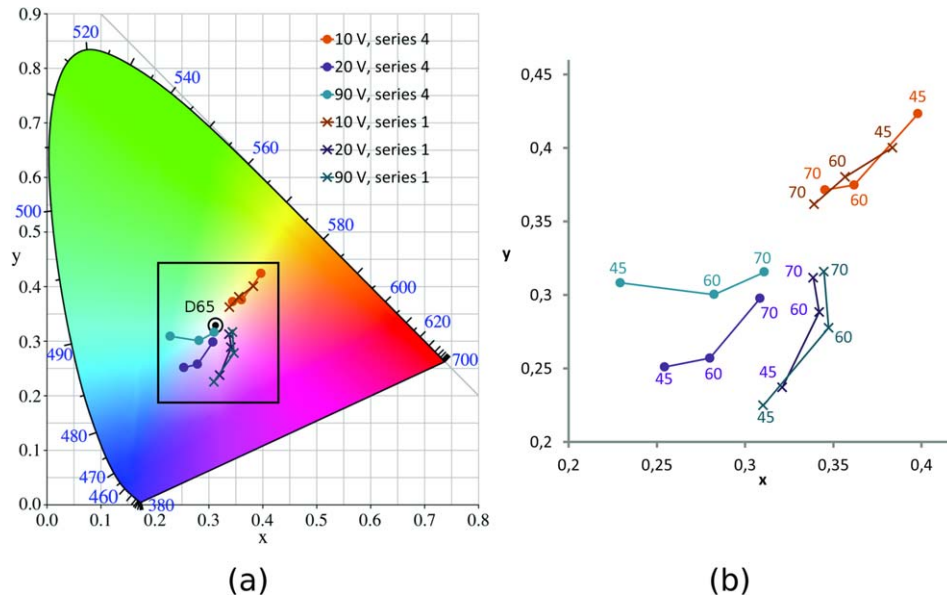 0.9
0.8
0.7
0.6
0.5
0.4
0.3
0.2
0.1
0.0
y
0.0 0.1 0.2 0.3 0.4 0.5 0.6 0.7 0.8
x
520
540
560
580
600
620
700
500
490
480
470
460
380
10 V, series 4
20 V, series 4
90 V, series 4
10 V, series 1
20 V, series 1
90 V, series 1
D65
(a)
0,45
0,4
0,35
0,3
0,25
0,2
y
0,2 0,25 0,3 0,35 0,4
x
45
45
70 60
70 60
45 60 70
70 70
70
60 60
45 60
45
45
(b)